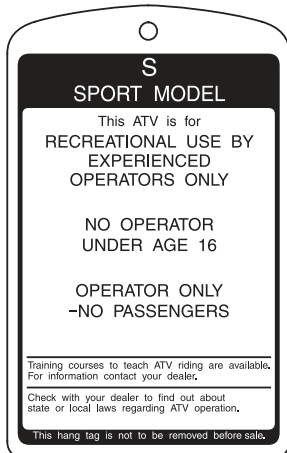 S
SPORT MODEL
This ATV is for
RECREATIONAL USE BY
EXPERIENCED
OPERATORS ONLY
NO OPERATOR
UNDER AGE 16
OPERATOR ONLY
-NO PASSENGERS
Training courses to teach ATV riding are available.
For information contact your dealer.
Check with your dealer to find out about
state or local laws regarding ATV operation.
This hang tag is not to be removed before sale.